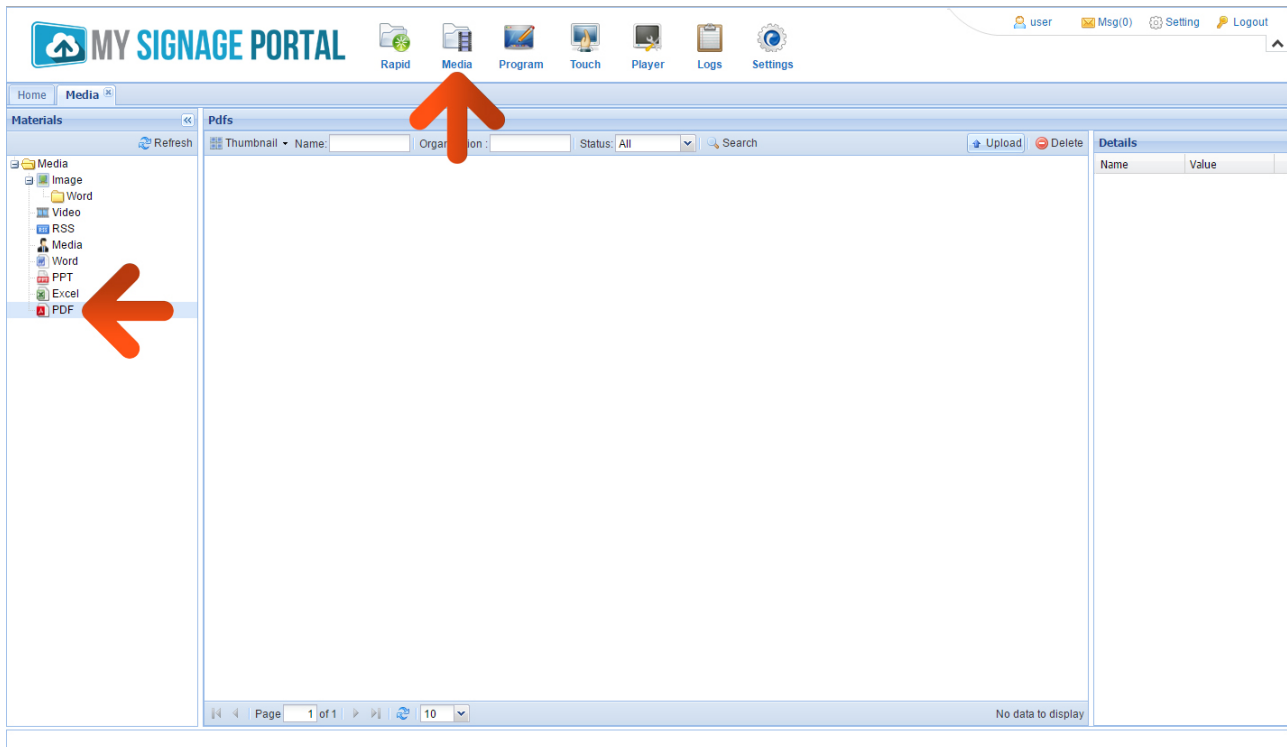 MY SIGNAGE PORTAL
Rapid Media Program Touch Player Logs Settings
user Msg(0) Setting Logout
Home Media
Materials
Refresh
Media
Image
Word
Video
RSS
Media
Word
PPT
Excel
PDF
Pdfs
Thumbnail Name: Status: All Search Upload Delete
Page 1 of 1 10 No data to display
Details
Name Value